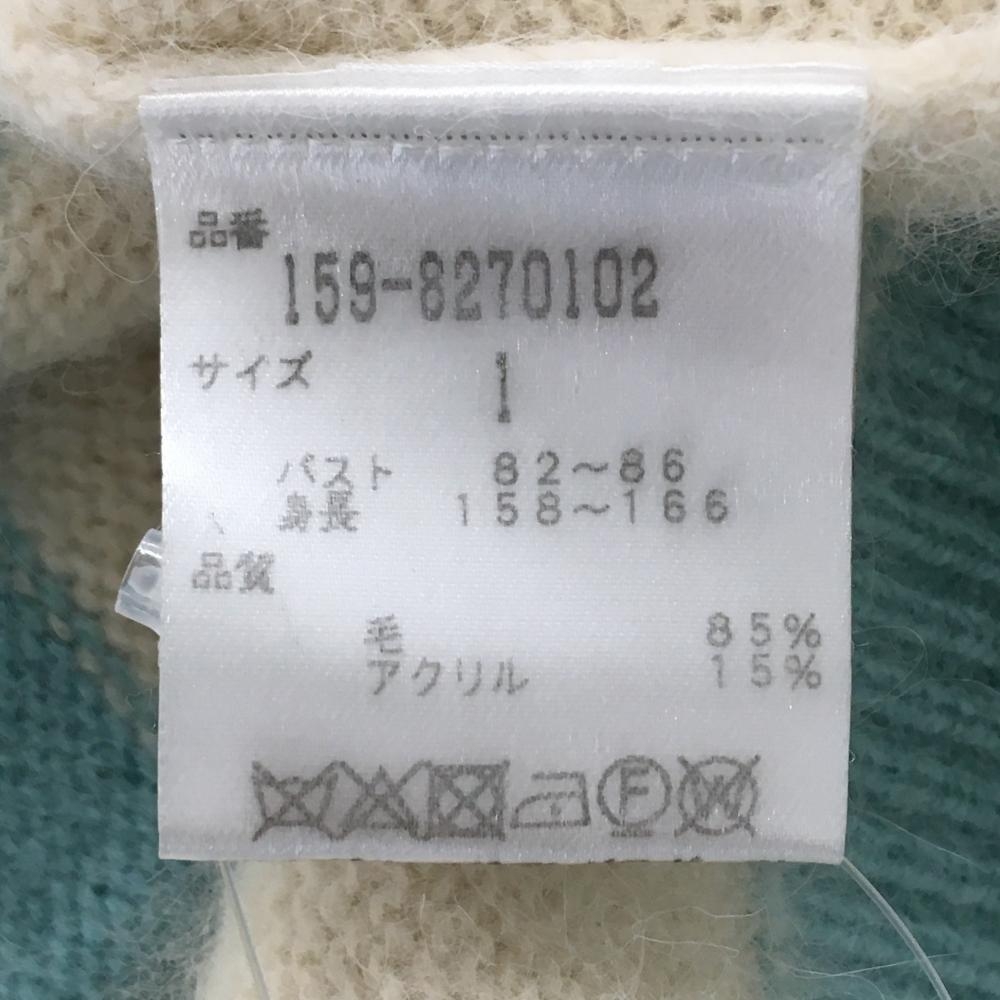 品番
159-8270102
サイズ 1
バスト 82～86
身長 158～166
品質
毛 85%
アクリル 15%
F W